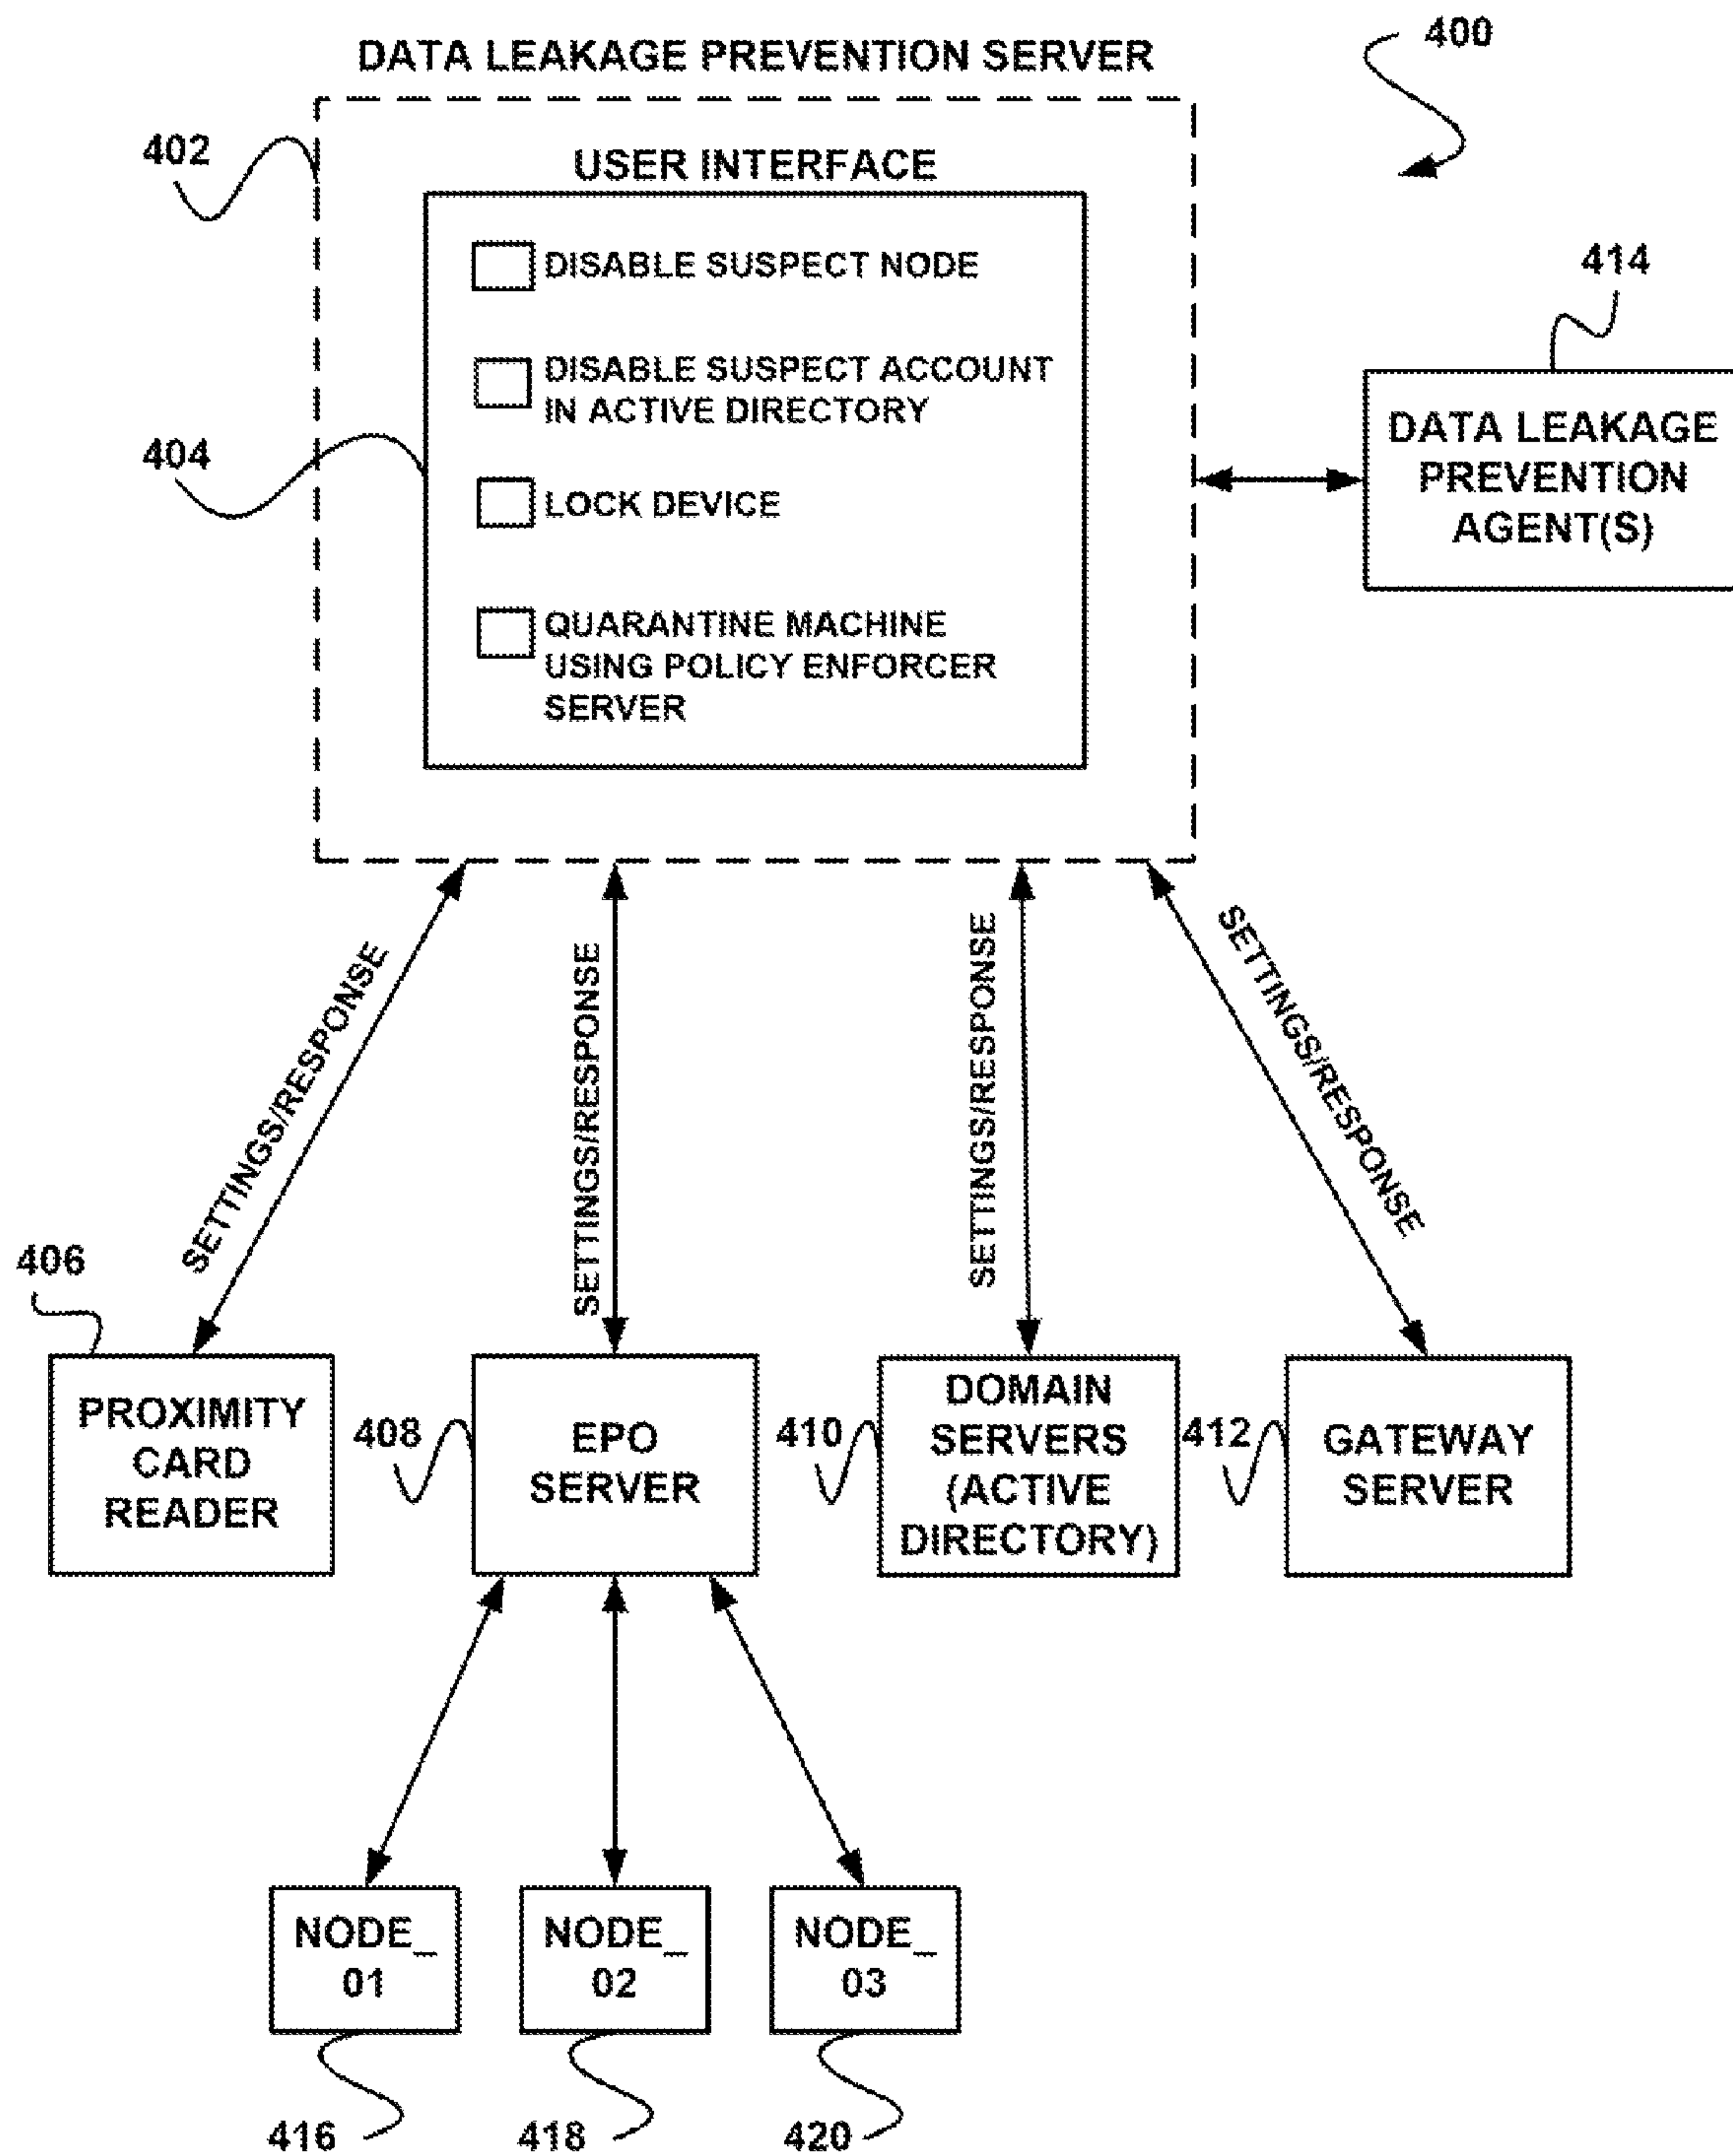 400
DATA LEAKAGE PREVENTION SERVER
402
USER INTERFACE
DISABLE SUSPECT NODE
DISABLE SUSPECT ACCOUNT
IN ACTIVE DIRECTORY
404
LOCK DEVICE
QUARANTINE MACHINE
USING POLICY ENFORCER
SERVER
414
DATA LEAKAGE
PREVENTION
AGENT(S)
SETTINGS/RESPONSE
SETTINGS/RESPONSE
SETTINGS/RESPONSE
SETTINGS/RESPONSE
406
PROXIMITY
CARD
READER
408
EPO
SERVER
410
DOMAIN
SERVERS
(ACTIVE
DIRECTORY)
412
GATEWAY
SERVER
NODE_
01
NODE_
02
NODE_
03
416
418
420